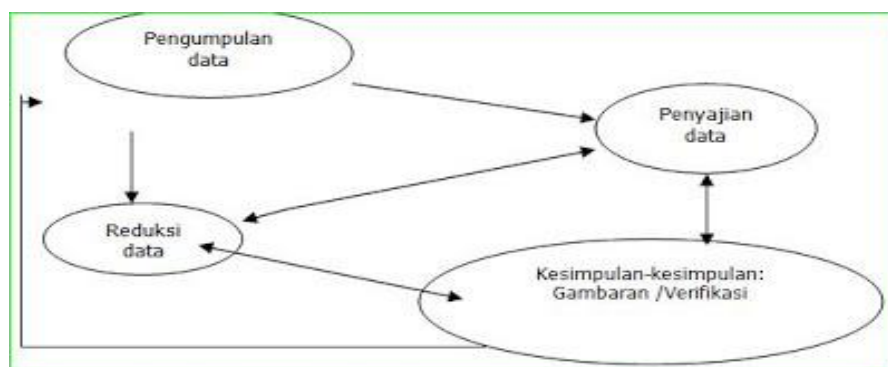 Pengumpulan
data
Penyajian
data
Reduksi
data
Kesimpulan-kesimpulan:
Gambaran /Verifikasi